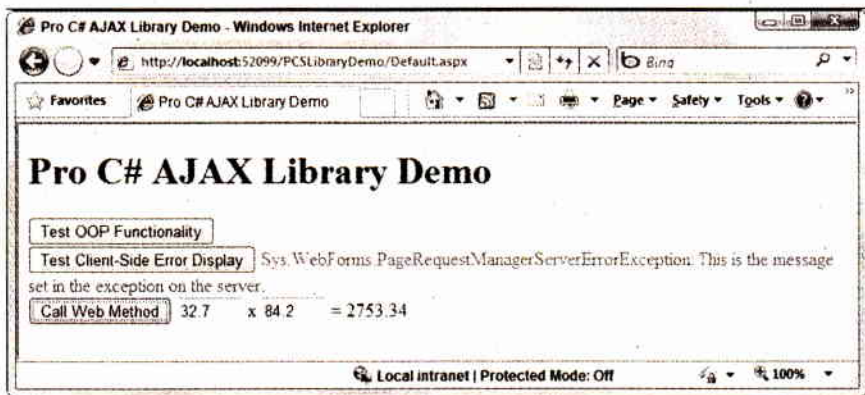 Pro C# AJAX Library Demo - Windows Internet Explorer
http://localhost:52099/PCSLibraryDemo/Default.aspx
Bing
Favorites Pro C# AJAX Library Demo Page Safety Tools
Pro C# AJAX Library Demo
Test OOP Functionality
Test Client-Side Error Display Sys.WebForms.PageRequestManagerServerErrorException: This is the message
set in the exception on the server.
Call Web Method 32.7 x 84.2 = 2753.34
Local intranet | Protected Mode: Off 100%